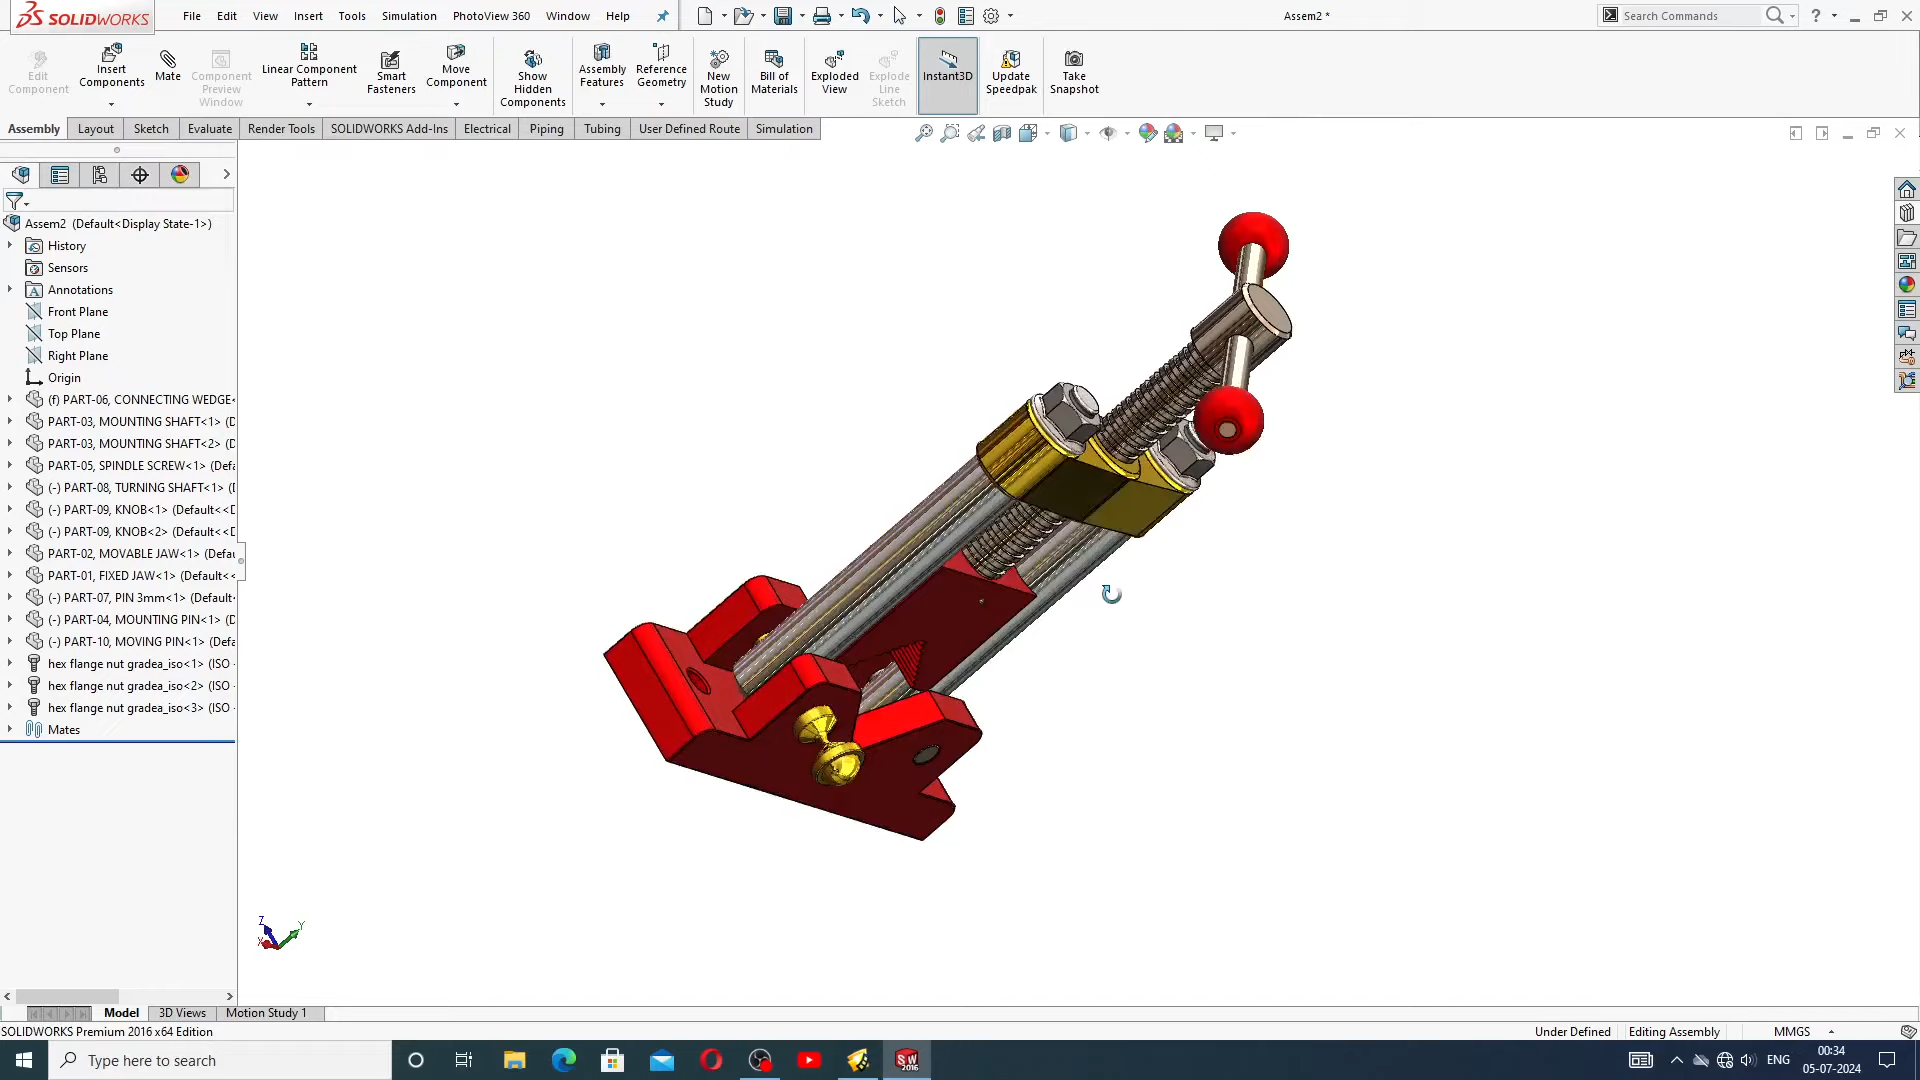 SOLIDWORKS
File Edit View Insert Tools Simulation PhotoView 360 Window Help
Assem2 *
Search Commands
Edit Component
Insert Components
Mate
Component Preview Window
Linear Component Pattern
Smart Fasteners
Move Component
Show Hidden Components
Assembly Features
Reference Geometry
New Motion Study
Bill of Materials
Exploded View
Explode Line Sketch
Instant3D
Update Speedpak
Take Snapshot
Assembly Layout Sketch Evaluate Render Tools SOLIDWORKS Add-Ins Electrical Piping Tubing User Defined Route Simulation
Assem2 (Default<Display State-1>)
History
Sensors
Annotations
Front Plane
Top Plane
Right Plane
Origin
(f) PART-06, CONNECTING WEDGE<
PART-03, MOUNTING SHAFT<1> (D
PART-03, MOUNTING SHAFT<2> (D
PART-05, SPINDLE SCREW<1> (Defa
(-) PART-08, TURNING SHAFT<1> (D
(-) PART-09, KNOB<1> (Default<<D
(-) PART-09, KNOB<2> (Default<<D
PART-02, MOVABLE JAW<1> (Defau
PART-01, FIXED JAW<1> (Default<<
(-) PART-07, PIN 3mm<1> (Default<
(-) PART-04, MOUNTING PIN<1> (D
(-) PART-10, MOVING PIN<1> (Defa
hex flange nut gradea_iso<1> (ISO -
hex flange nut gradea_iso<2> (ISO -
hex flange nut gradea_iso<3> (ISO -
Mates
Z
Y
X
Model 3D Views Motion Study 1
SOLIDWORKS Premium 2016 x64 Edition
Under Defined Editing Assembly MMGS
Type here to search
SW
2016
ENG
00:34
05-07-2024